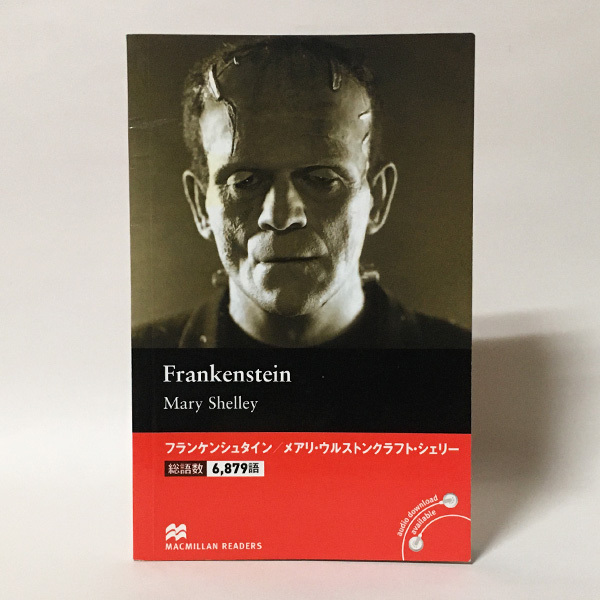 Frankenstein
Mary Shelley
フランケンシュタイン／メアリ・ウルストンクラフト・シェリー
総語数 6,879語
audio download
available
MACMILLAN READERS